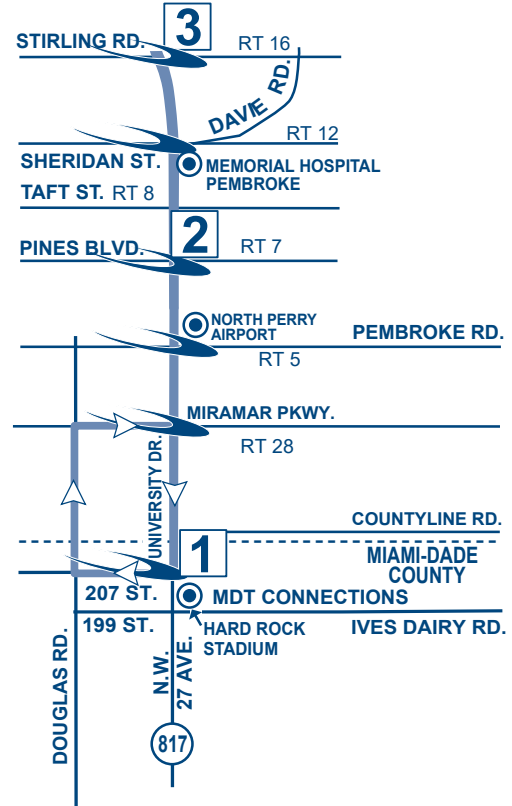 3
STIRLING RD.
RT 16
DAVIE RD.
RT 12
SHERIDAN ST.
MEMORIAL HOSPITAL
PEMBROKE
TAFT ST. RT 8
2
PINES BLVD.
RT 7
NORTH PERRY
AIRPORT
PEMBROKE RD.
RT 5
MIRAMAR PKWY.
RT 28
UNIVERSITY DR.
COUNTYLINE RD.
1
MIAMI-DADE
COUNTY
207 ST.
MDT CONNECTIONS
199 ST.
HARD ROCK
STADIUM
IVES DAIRY RD.
DOUGLAS RD.
N.W.
27 AVE.
817